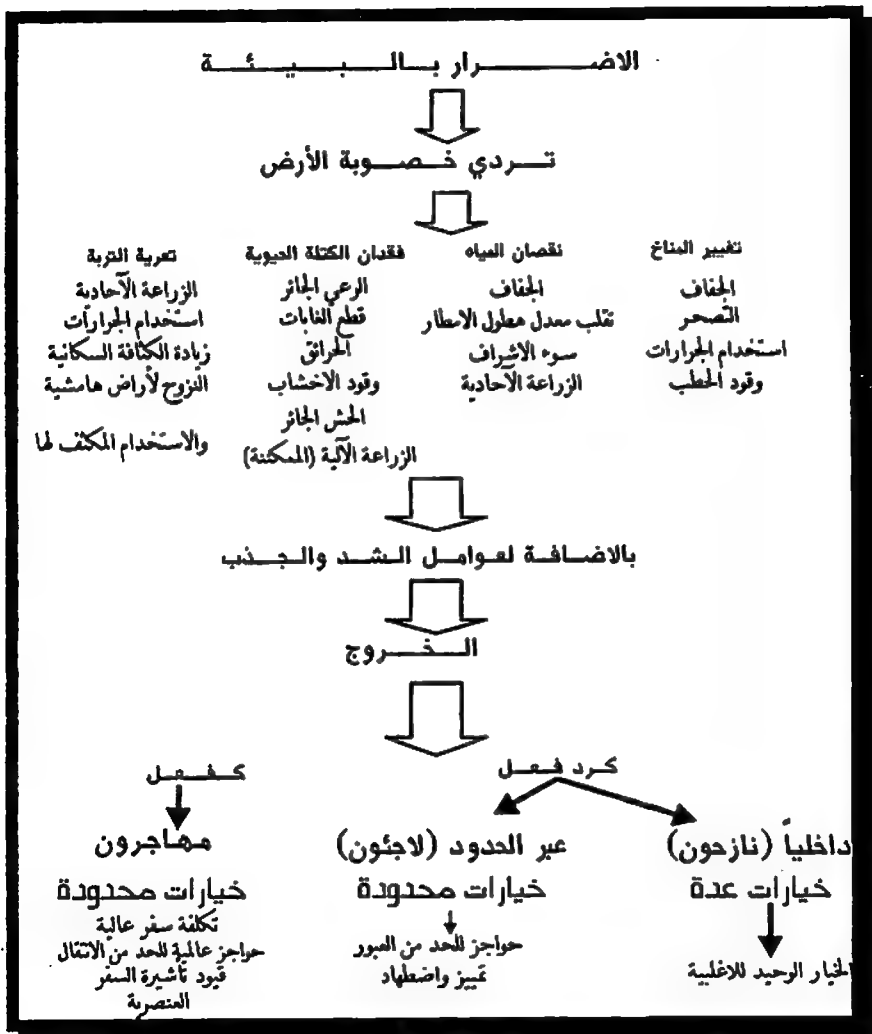 الاضرار بالبيئة
تردي خصوبة الأرض
تغيير المناخ
الجفاف
التصحر
استخدام الجرارات
وقود الحطب
نقصان المياه
الجفاف
تقلب معدل هطول الامطار
سوء الاشراف
الزراعة الآحادية
فقدان الكتلة الحيوية
الرعي الجائر
قطع الغابات
الحرائق
وقود الاخشاب
الحش الجائر
الزراعة الآلية (الممكننة)
تعرية التربة
الزراعة الآحادية
استخدام الجرارات
زيادة الكثافة السكانية
النزوح لأراض هامشية
والاستخدام المكثف لها
بالاضافة لعوامل الشد والجذب
الخروج
كرد فعل
داخلياً (نازحون)
خيارات عدة
الخيار الوحيد للاغلبية
عبر الحدود (لاجئون)
خيارات محدودة
حواجز للحد من العبور
تمييز واضطهاد
كفعل
مهاجرون
خيارات محدودة
تكلفة سفر عالية
حواجز عالمية للحد من الانتقال
قيود تأشيرة السفر
العنصرية